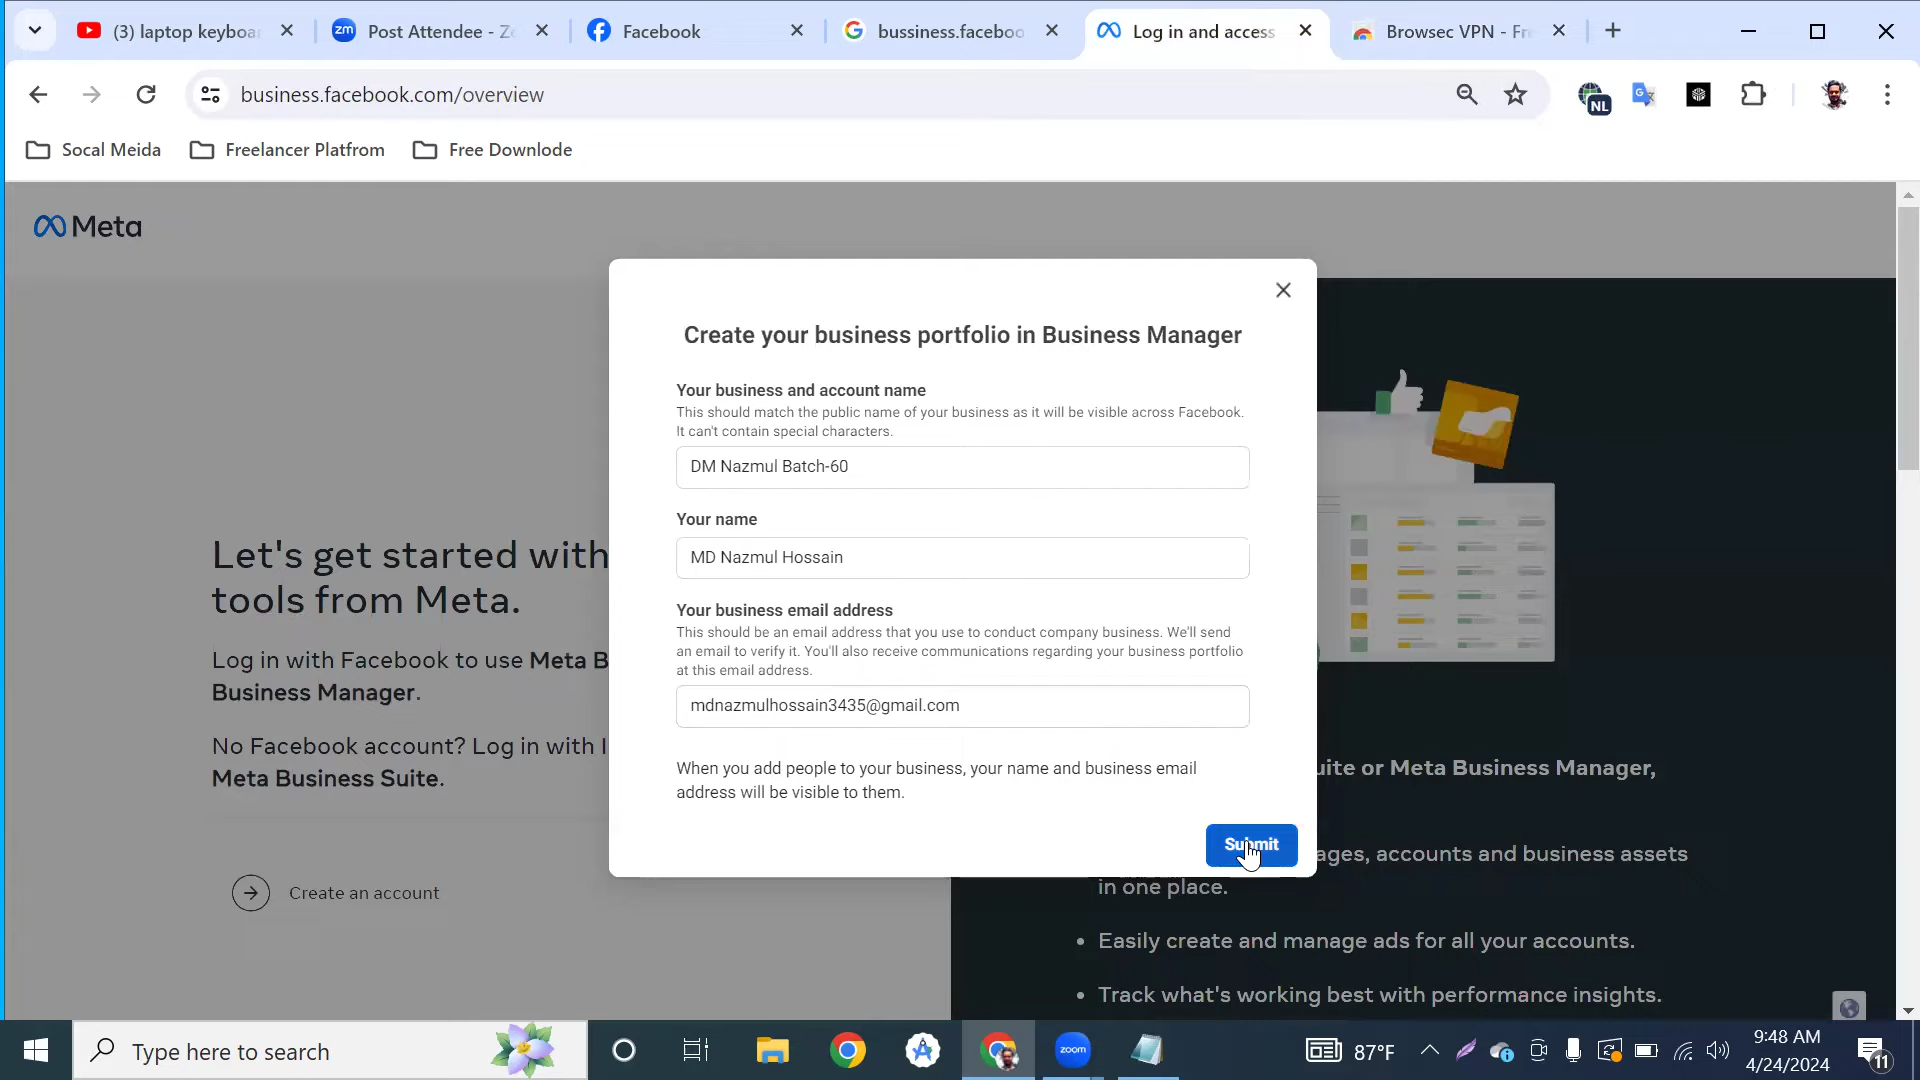 (3) laptop keyboa
Post Attendee - Z
Facebook
bussiness.faceboo
Log in and access
Browsec VPN - Fr
business.facebook.com/overview
NL
Socal Meida
Freelancer Platfrom
Free Downlode
Meta
Create your business portfolio in Business Manager
Your business and account name
This should match the public name of your business as it will be visible across Facebook.
It can't contain special characters.
DM Nazmul Batch-60
Your name
MD Nazmul Hossain
Your business email address
This should be an email address that you use to conduct company business. We'll send
an email to verify it. You'll also receive communications regarding your business portfolio
at this email address.
mdnazmulhossain3435@gmail.com
When you add people to your business, your name and business email
address will be visible to them.
Submit
Let's get started with
tools from Meta.
Log in with Facebook to use Meta B
Business Manager.
No Facebook account? Log in with I
Meta Business Suite.
Create an account
uite or Meta Business Manager,
ages, accounts and business assets
in one place.
• Easily create and manage ads for all your accounts.
• Track what's working best with performance insights.
Type here to search
zoom
87°F
9:48 AM
4/24/2024
11